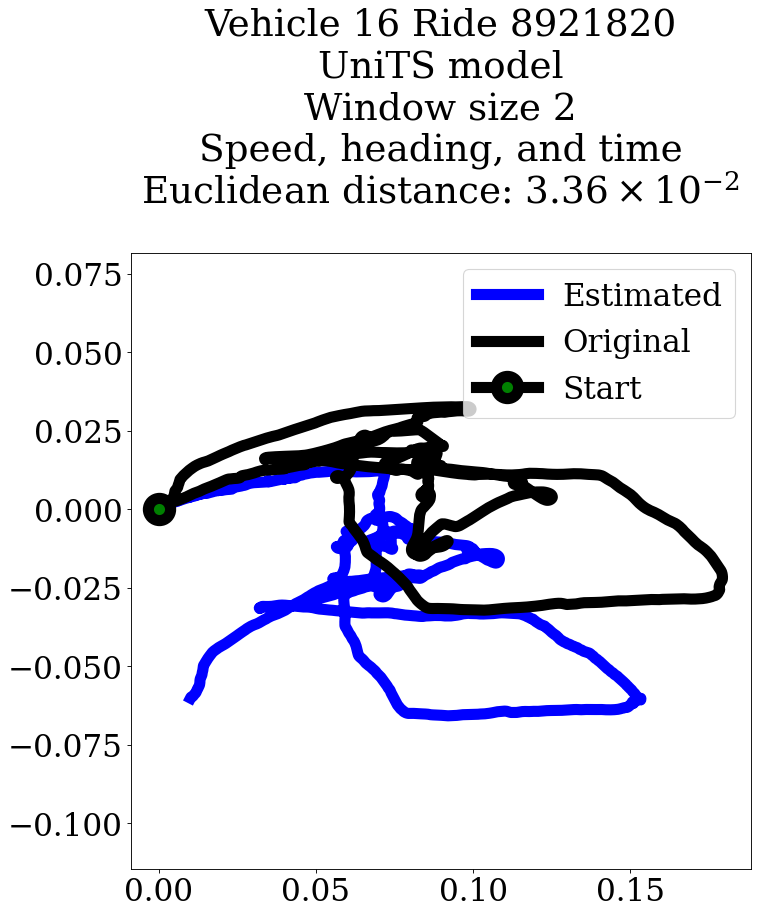 Vehicle 16 Ride 8921820
UniTS model
Window size 2
Speed, heading, and time
Euclidean distance: 3.36 × 10⁻²
Estimated
Original
Start
0.075
0.050
0.025
0.000
−0.025
−0.050
−0.075
−0.100
0.00 0.05 0.10 0.15